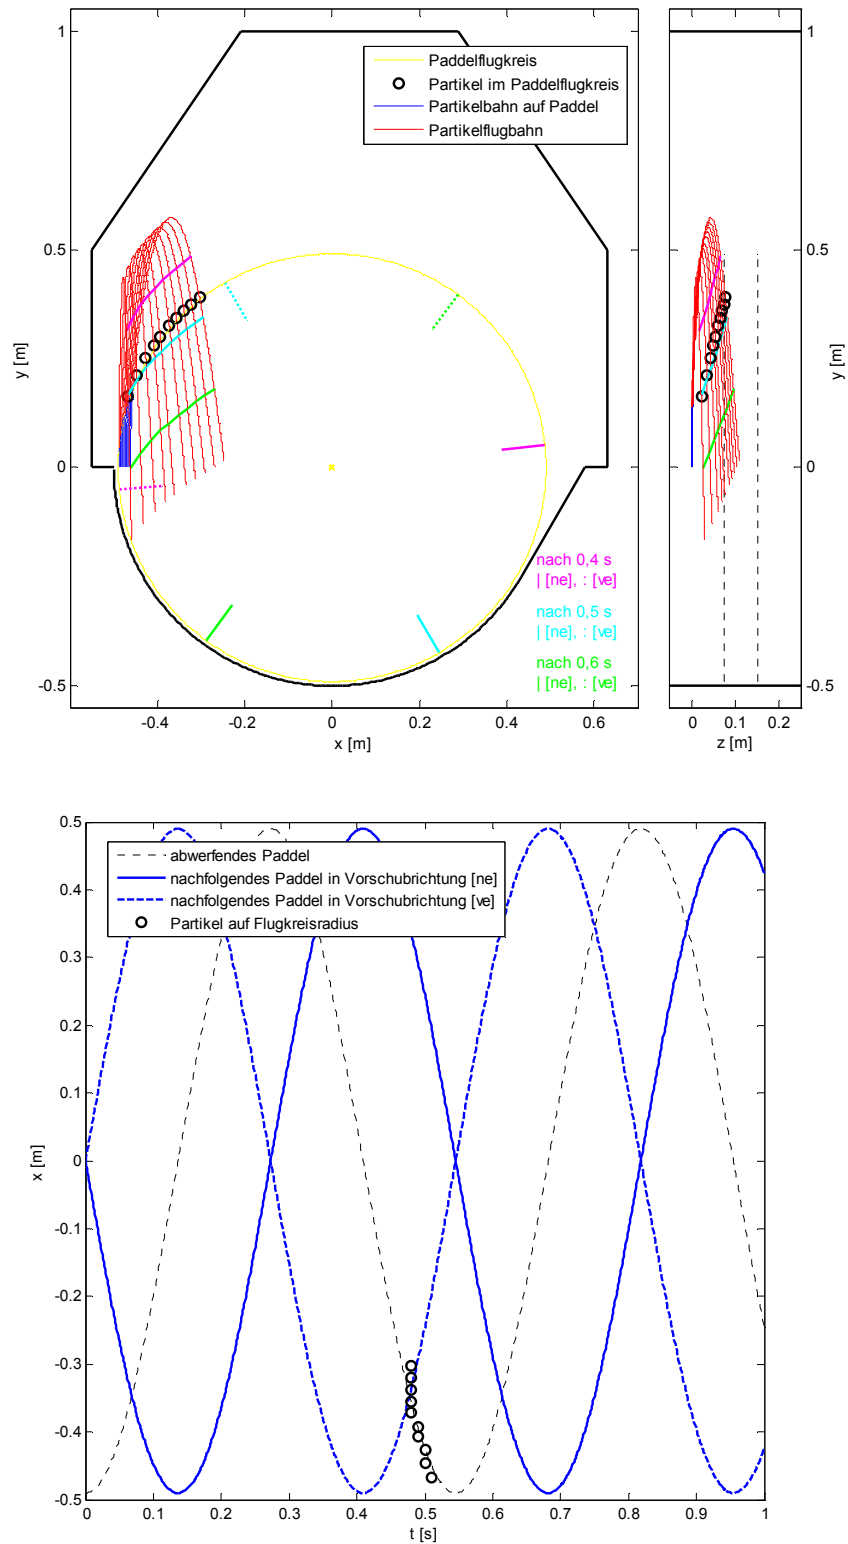 Paddelflugkreis
Partikel im Paddelflugkreis
Partikelbahn auf Paddel
Partikelflugbahn
1
0.5
0
-0.5
y [m]
nach 0,4 s
| [ne], : [ve]
nach 0,5 s
| [ne], : [ve]
nach 0,6 s
| [ne], : [ve]
-0.4 -0.2 0 0.2 0.4 0.6
x [m]
1
0.5
0
-0.5
y [m]
0 0.1 0.2
z [m]
abwerfendes Paddel
nachfolgendes Paddel in Vorschubrichtung [ne]
nachfolgendes Paddel in Vorschubrichtung [ve]
Partikel auf Flugkreisradius
0.5
0.4
0.3
0.2
0.1
0
-0.1
-0.2
-0.3
-0.4
-0.5
x [m]
0 0.1 0.2 0.3 0.4 0.5 0.6 0.7 0.8 0.9 1
t [s]